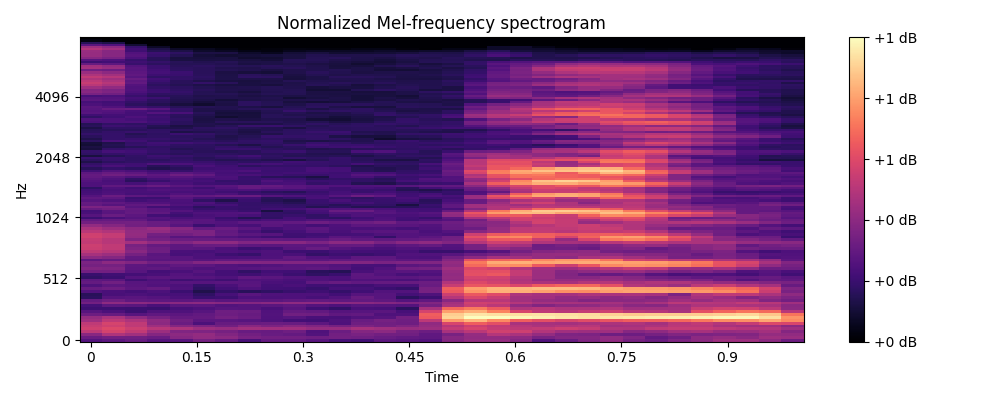 Normalized Mel-frequency spectrogram
Hz
4096
2048
1024
512
0
0 0.15 0.3 0.45 0.6 0.75 0.9
Time
+1 dB
+1 dB
+1 dB
+0 dB
+0 dB
+0 dB